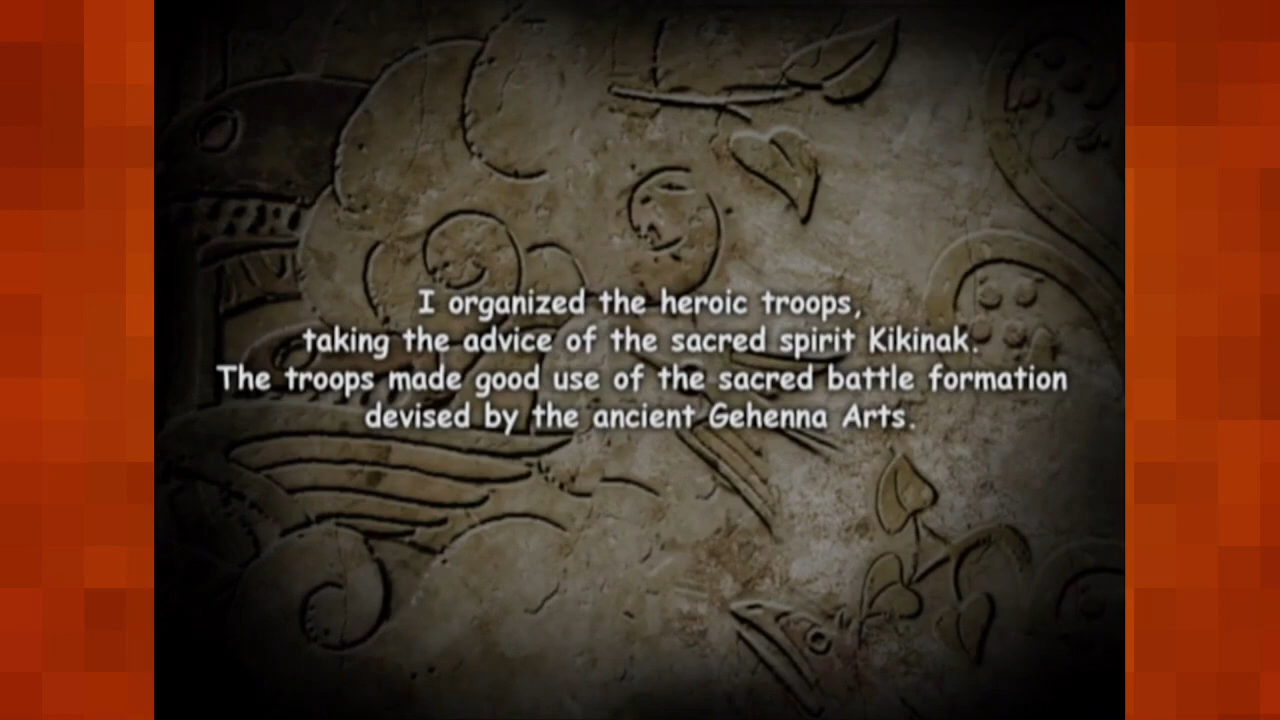 I organized the heroic troops,
taking the advice of the sacred spirit Kikinak.
The troops made good use of the sacred battle formation
devised by the ancient Gehenna Arts.